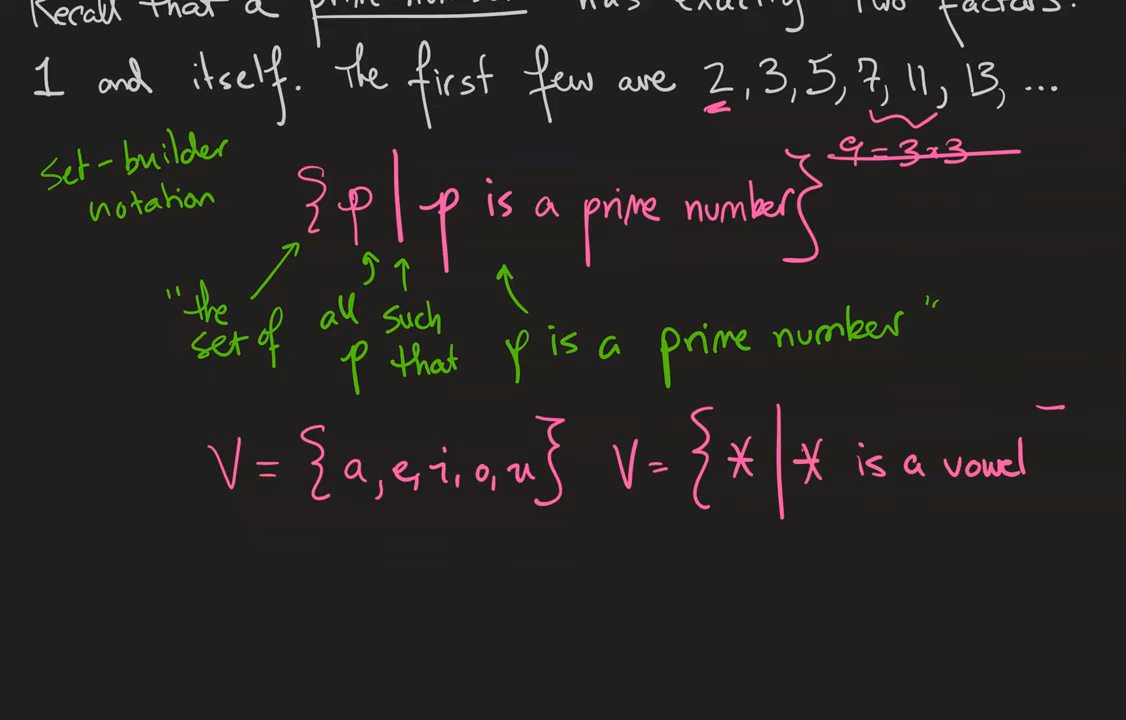 Recall that a prime number has exactly two factors:
1 and itself. The first few are 2, 3, 5, 7, 11, 13, ...
9 = 3 × 3
set-builder
notation
{p | p is a prime number}
"the set of all p such that p is a prime number"
V = {a, e, i, o, u} V = {* | * is a vowel